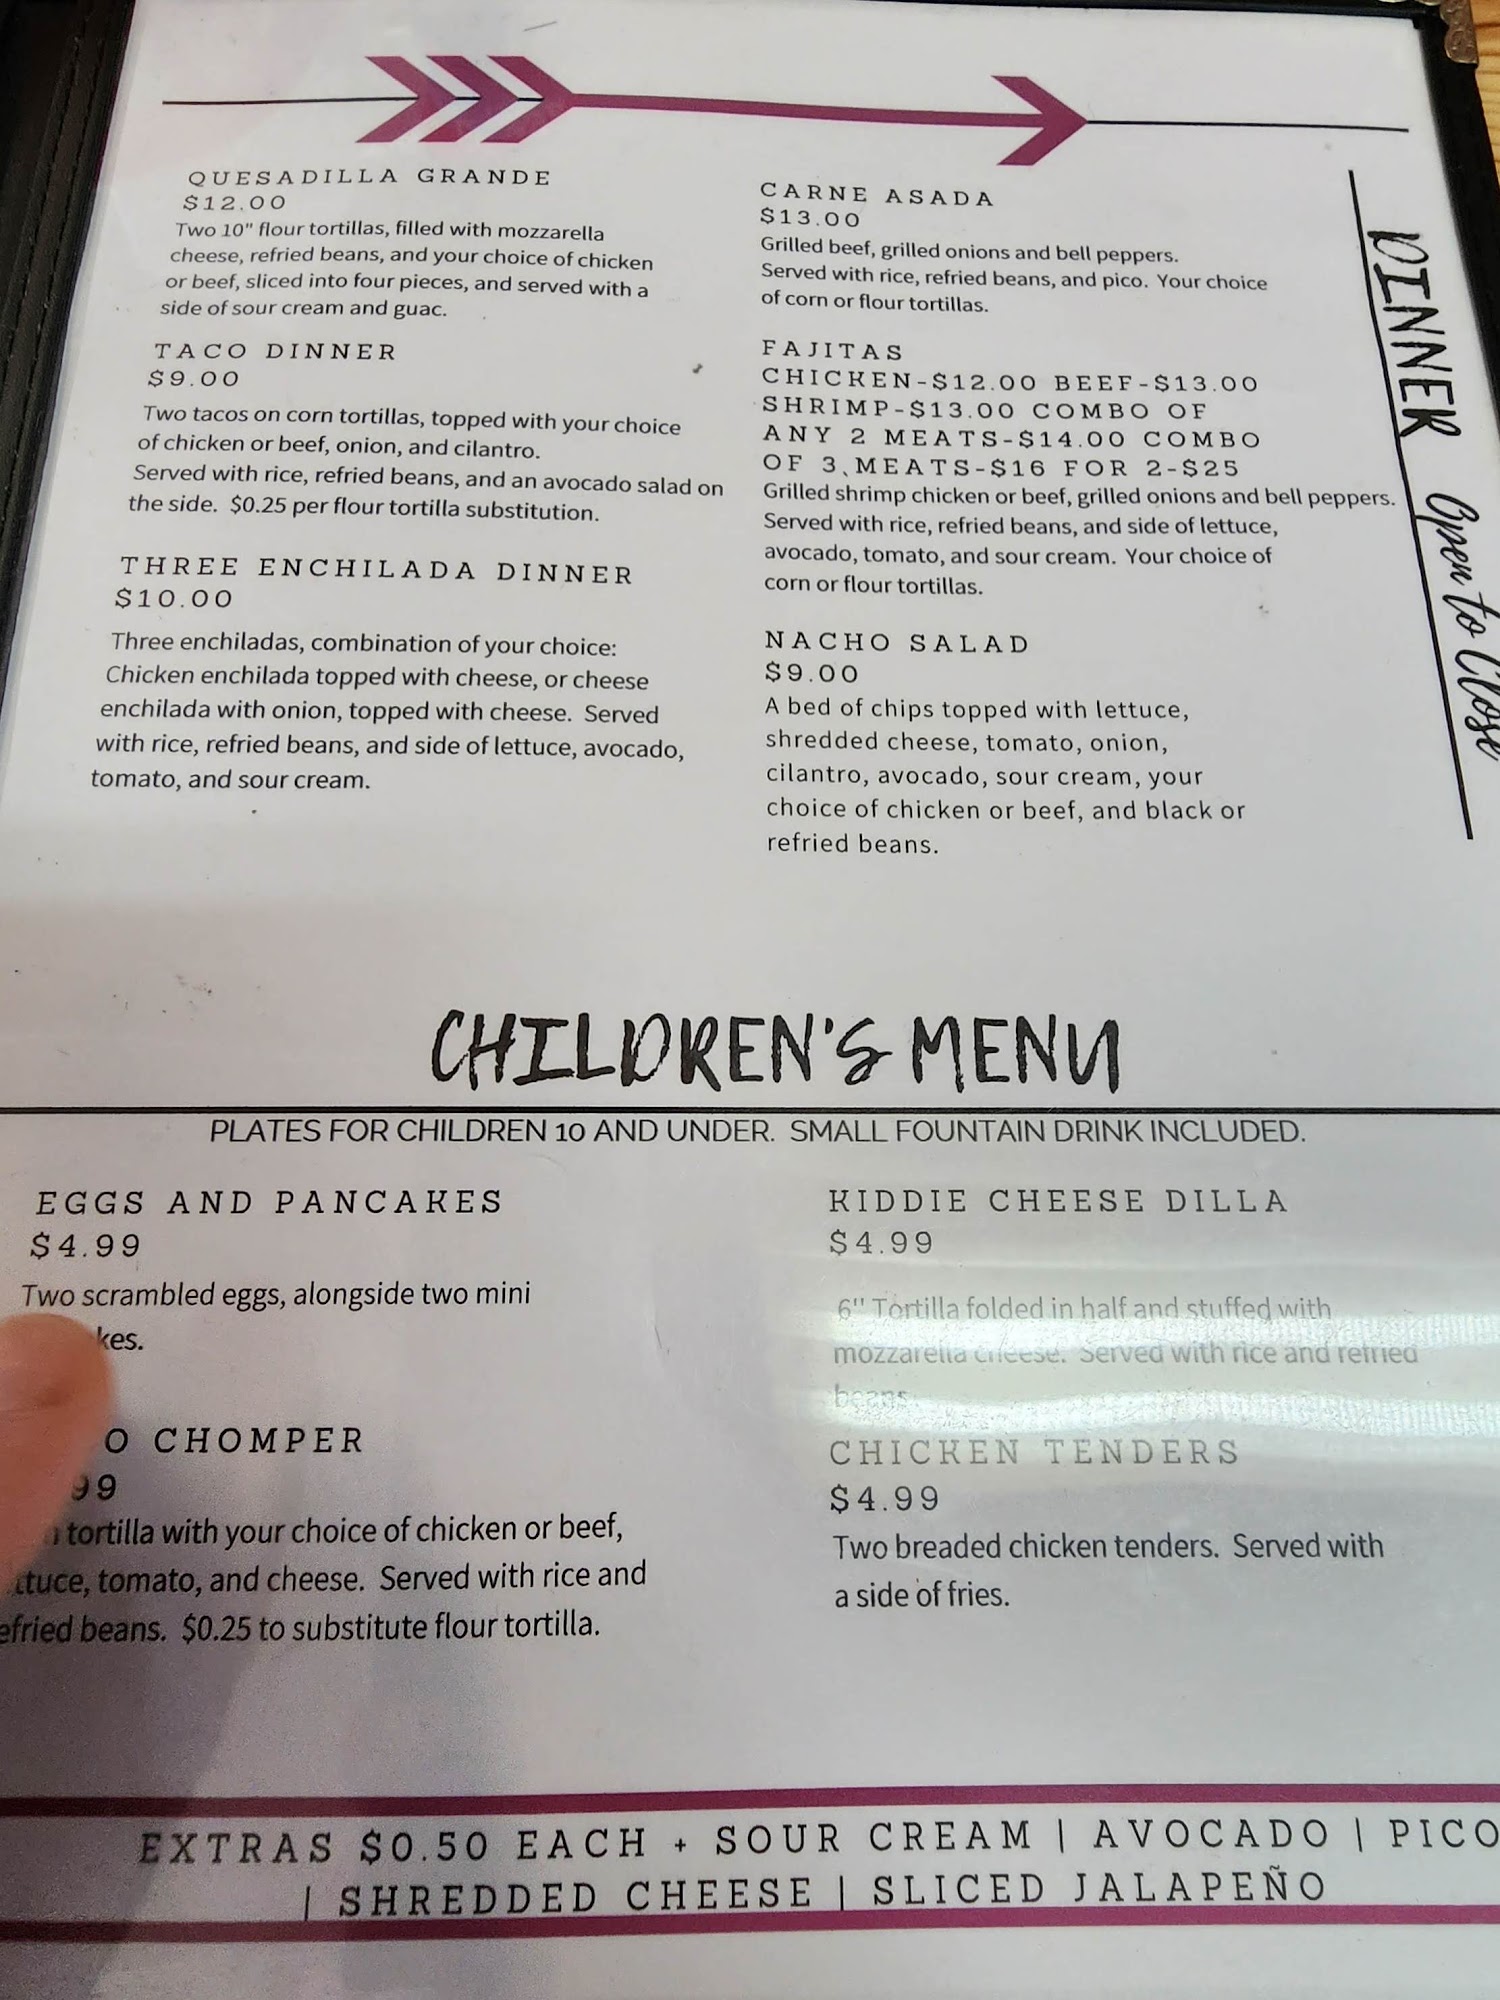 QUESADILLA GRANDE
$12.00
Two 10" flour tortillas, filled with mozzarella
cheese, refried beans, and your choice of chicken
or beef, sliced into four pieces, and served with a
side of sour cream and guac.
TACO DINNER
$9.00
Two tacos on corn tortillas, topped with your choice
of chicken or beef, onion, and cilantro.
Served with rice, refried beans, and an avocado salad on
the side. $0.25 per flour tortilla substitution.
THREE ENCHILADA DINNER
$10.00
Three enchiladas, combination of your choice:
Chicken enchilada topped with cheese, or cheese
enchilada with onion, topped with cheese. Served
with rice, refried beans, and side of lettuce, avocado,
tomato, and sour cream.
CARNE ASADA
$13.00
Grilled beef, grilled onions and bell peppers.
Served with rice, refried beans, and pico. Your choice
of corn or flour tortillas.
FAJITAS
CHICKEN-$12.00 BEEF-$13.00
SHRIMP-$13.00 COMBO OF
ANY 2 MEATS-$14.00 COMBO
OF 3 MEATS-$16 FOR 2-$25
Grilled shrimp chicken or beef, grilled onions and bell peppers.
Served with rice, refried beans, and side of lettuce,
avocado, tomato, and sour cream. Your choice of
corn or flour tortillas.
NACHO SALAD
$9.00
A bed of chips topped with lettuce,
shredded cheese, tomato, onion,
cilantro, avocado, sour cream, your
choice of chicken or beef, and black or
refried beans.
DINNER Open to Close
CHILDREN'S MENU
PLATES FOR CHILDREN 10 AND UNDER. SMALL FOUNTAIN DRINK INCLUDED.
EGGS AND PANCAKES
$4.99
Two scrambled eggs, alongside two mini
kes.
O CHOMPER
99
tortilla with your choice of chicken or beef,
ttuce, tomato, and cheese. Served with rice and
efried beans. $0.25 to substitute flour tortilla.
KIDDIE CHEESE DILLA
$4.99
6" Tortilla folded in half and stuffed with
mozzarella cheese. Served with rice and refried
beans.
CHICKEN TENDERS
$4.99
Two breaded chicken tenders. Served with
a side of fries.
EXTRAS $0.50 EACH + SOUR CREAM | AVOCADO | PICO
| SHREDDED CHEESE | SLICED JALAPEÑO